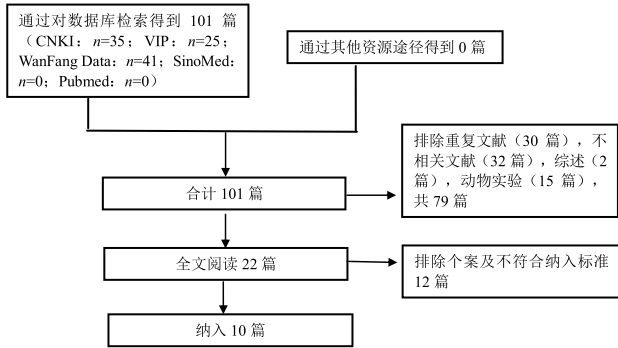 通过对数据库检索得到 101 篇
（CNKI：n=35；VIP：n=25；
WanFang Data：n=41；SinoMed：
n=0；Pubmed：n=0）
通过其他资源途径得到 0 篇
排除重复文献（30 篇），不
相关文献（32 篇），综述（2
篇），动物实验（15 篇），
共 79 篇
合计 101 篇
全文阅读 22 篇
排除个案及不符合纳入标准
12 篇
纳入 10 篇